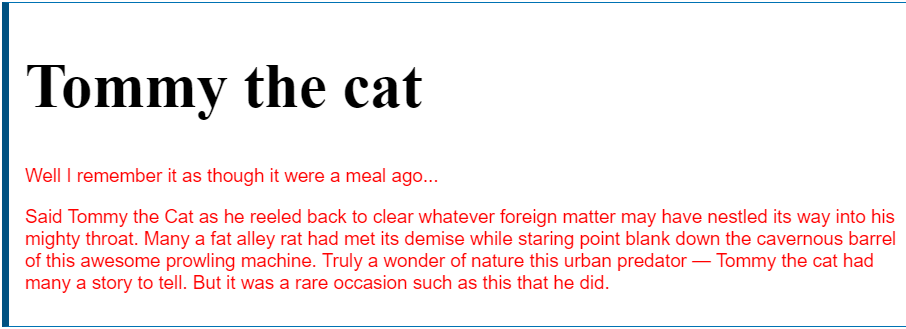 Tommy the cat
Well I remember it as though it were a meal ago...
Said Tommy the Cat as he reeled back to clear whatever foreign matter may have nestled its way into his
mighty throat. Many a fat alley rat had met its demise while staring point blank down the cavernous barrel
of this awesome prowling machine. Truly a wonder of nature this urban predator — Tommy the cat had
many a story to tell. But it was a rare occasion such as this that he did.